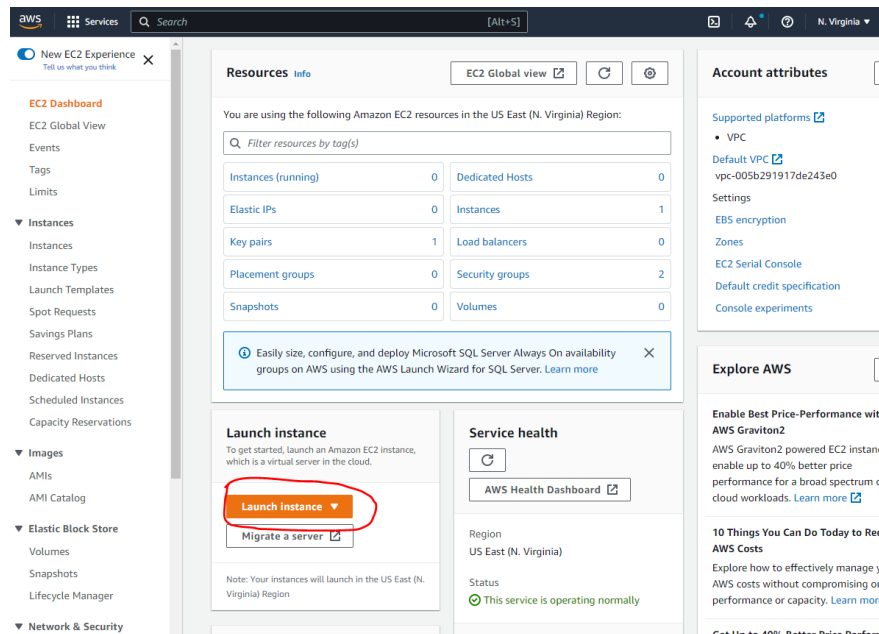 aws
Services
Search
[Alt+S]
N. Virginia ▼
New EC2 Experience
Tell us what you think
EC2 Dashboard
EC2 Global View
Events
Tags
Limits
▼ Instances
Instances
Instance Types
Launch Templates
Spot Requests
Savings Plans
Reserved Instances
Dedicated Hosts
Scheduled Instances
Capacity Reservations
▼ Images
AMIs
AMI Catalog
▼ Elastic Block Store
Volumes
Snapshots
Lifecycle Manager
▼ Network & Security
Resources Info
EC2 Global view
You are using the following Amazon EC2 resources in the US East (N. Virginia) Region:
Filter resources by tag(s)
Instances (running) 0
Dedicated Hosts 0
Elastic IPs 0
Instances 1
Key pairs 1
Load balancers 0
Placement groups 0
Security groups 2
Snapshots 0
Volumes 0
Easily size, configure, and deploy Microsoft SQL Server Always On availability
groups on AWS using the AWS Launch Wizard for SQL Server. Learn more
Launch instance
To get started, launch an Amazon EC2 instance,
which is a virtual server in the cloud.
Launch instance ▼
Migrate a server
Note: Your instances will launch in the US East (N.
Virginia) Region
Service health
AWS Health Dashboard
Region
US East (N. Virginia)
Status
This service is operating normally
Account attributes
Supported platforms
• VPC
Default VPC
vpc-005b291917de243e0
Settings
EBS encryption
Zones
EC2 Serial Console
Default credit specification
Console experiments
Explore AWS
Enable Best Price-Performance wit
AWS Graviton2
AWS Graviton2 powered EC2 instanc
enable up to 40% better price
performance for a broad spectrum o
cloud workloads. Learn more
10 Things You Can Do Today to Red
AWS Costs
Explore how to effectively manage y
AWS costs without compromising on
performance or capacity. Learn mor